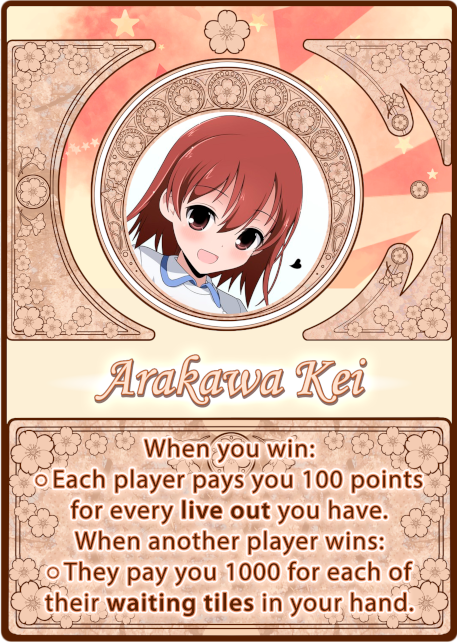 Arakawa Kei
When you win:
○Each player pays you 100 points
for every live out you have.
When another player wins:
○They pay you 1000 for each of
their waiting tiles in your hand.